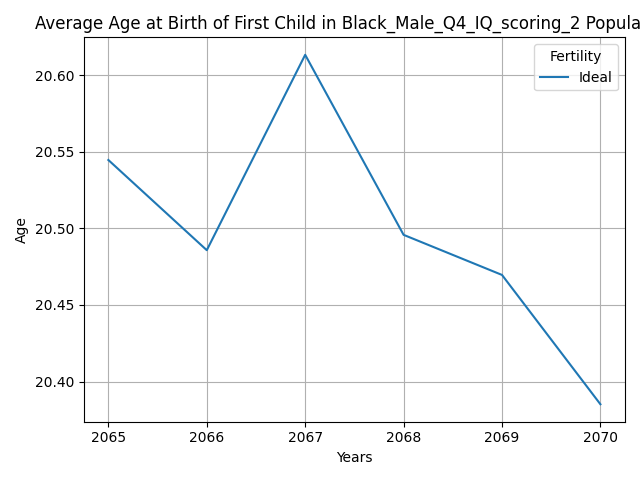 Average Age at Birth of First Child in Black_Male_Q4_IQ_scoring_2 Popula
Fertility
Ideal
20.60
20.55
20.50
20.45
20.40
Age
2065 2066 2067 2068 2069 2070
Years